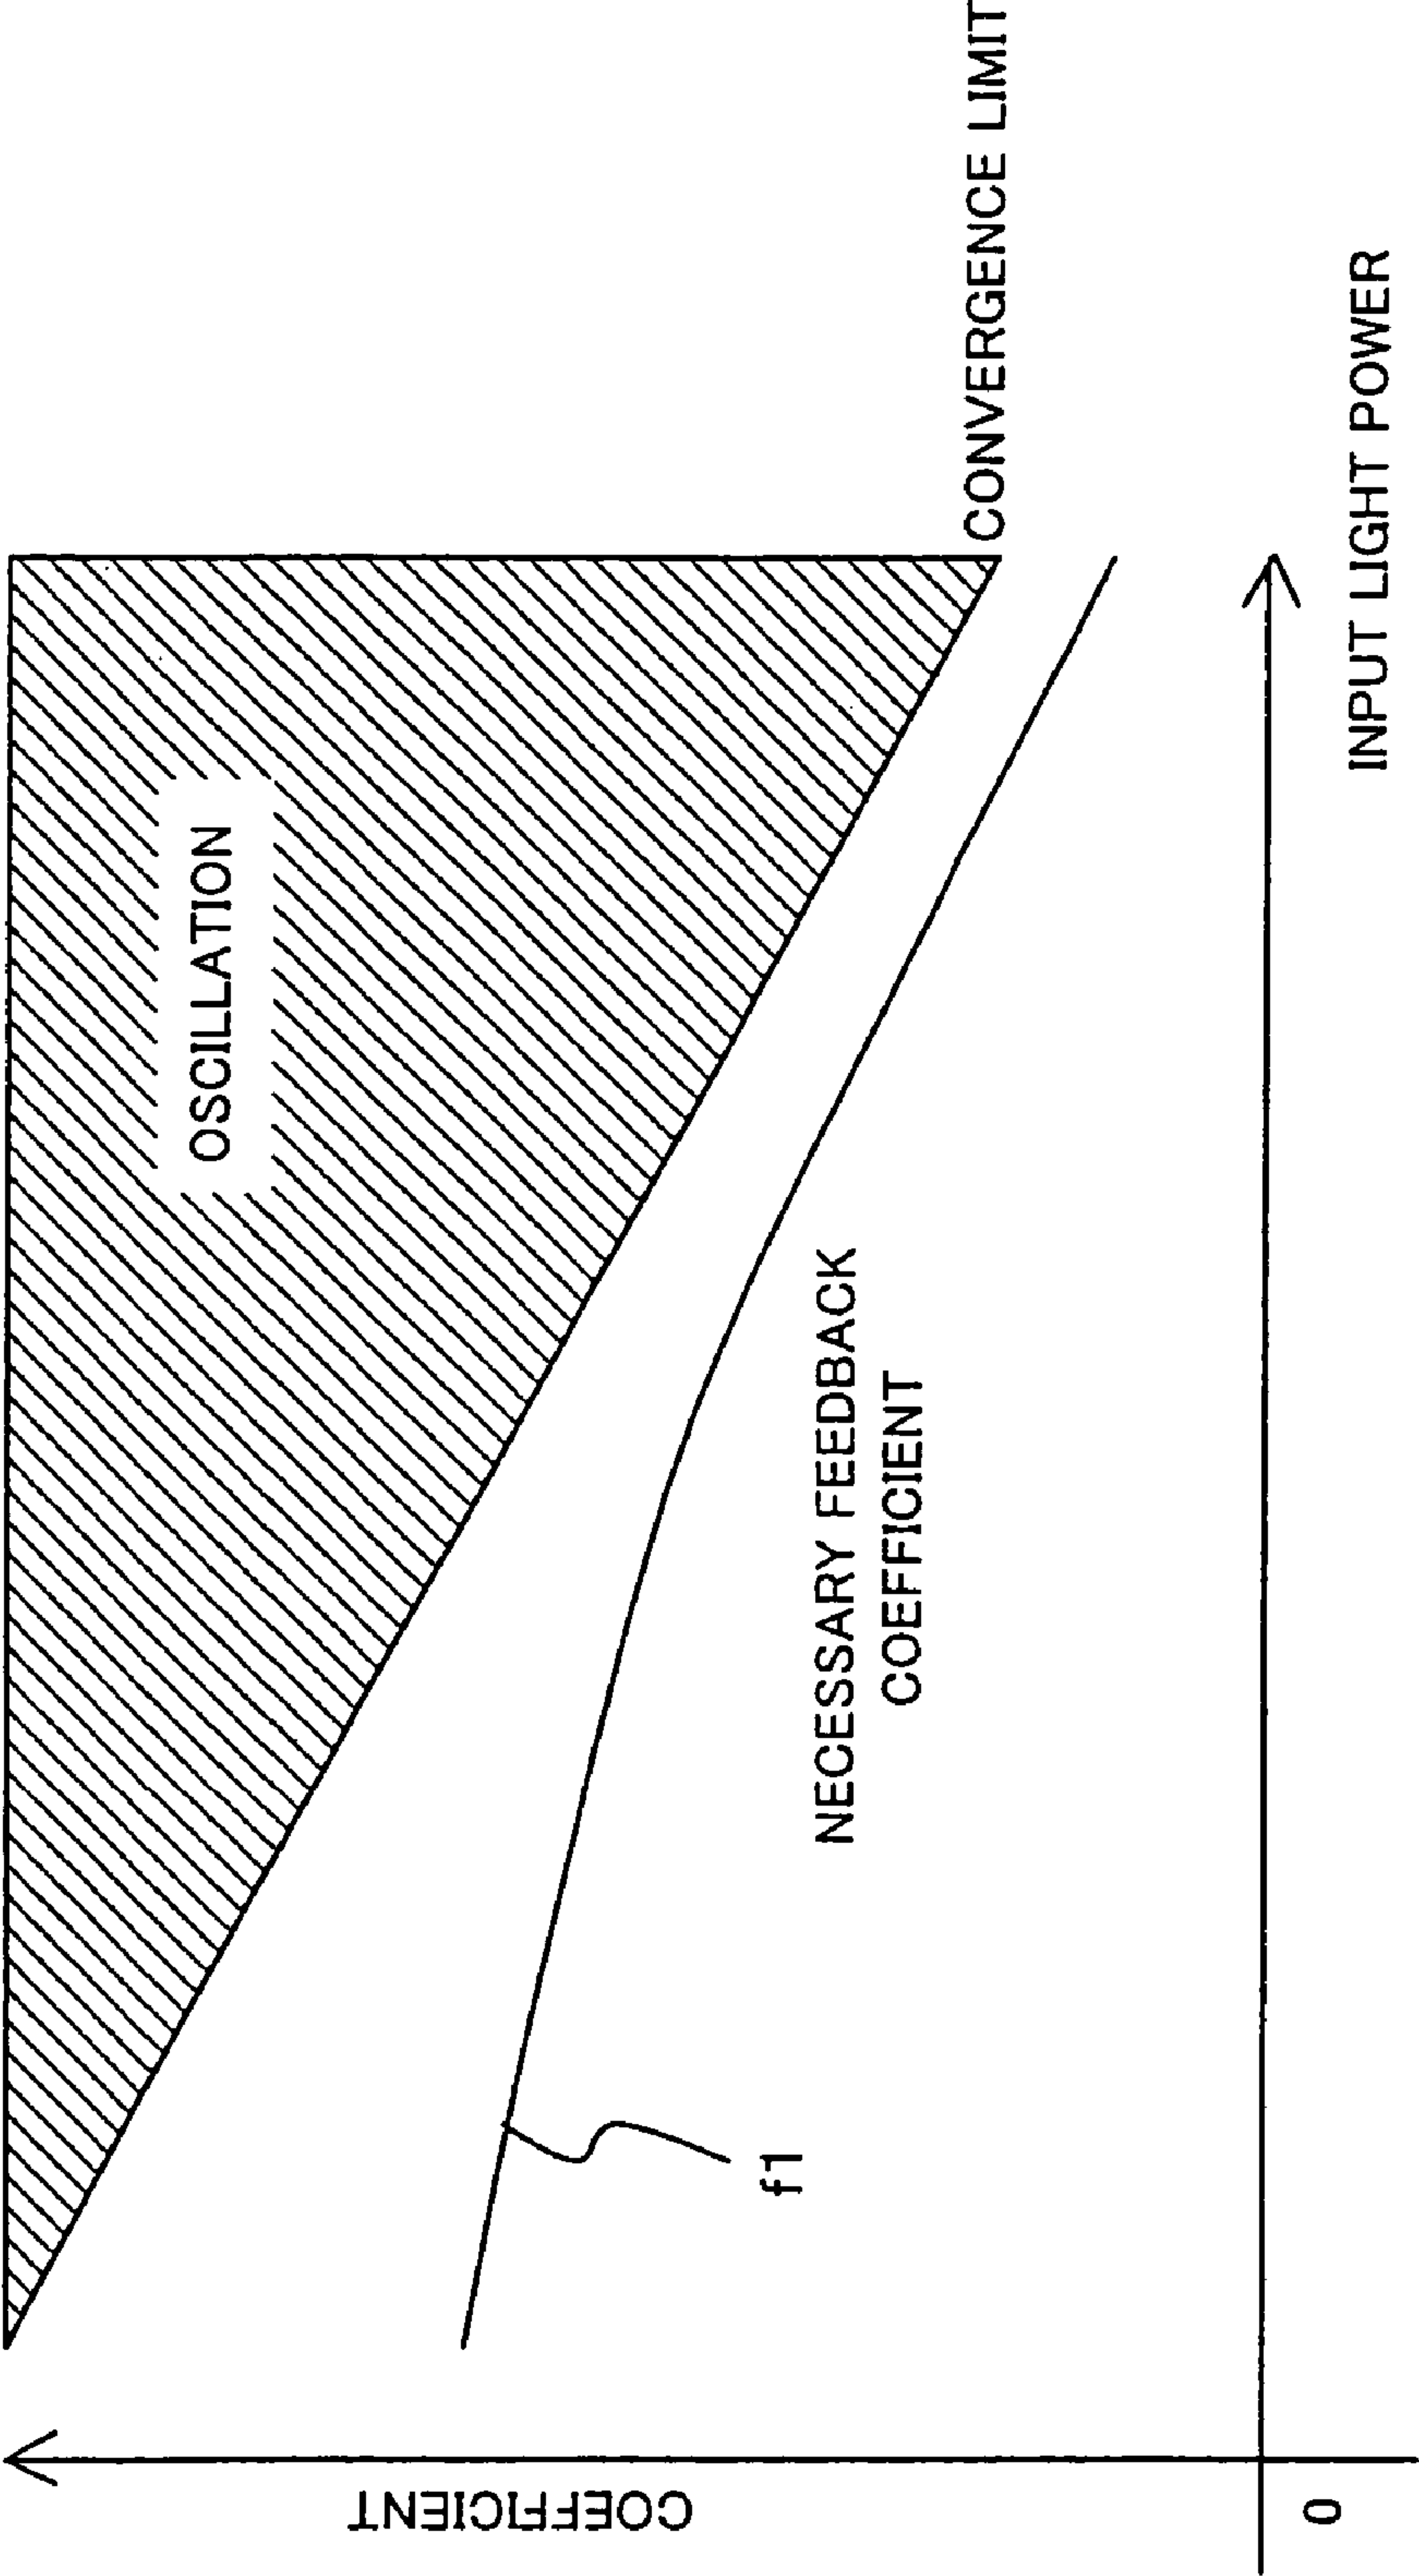 COEFFICIENT
OSCILLATION
CONVERGENCE LIMIT
NECESSARY FEEDBACK
COEFFICIENT
f1
0
INPUT LIGHT POWER